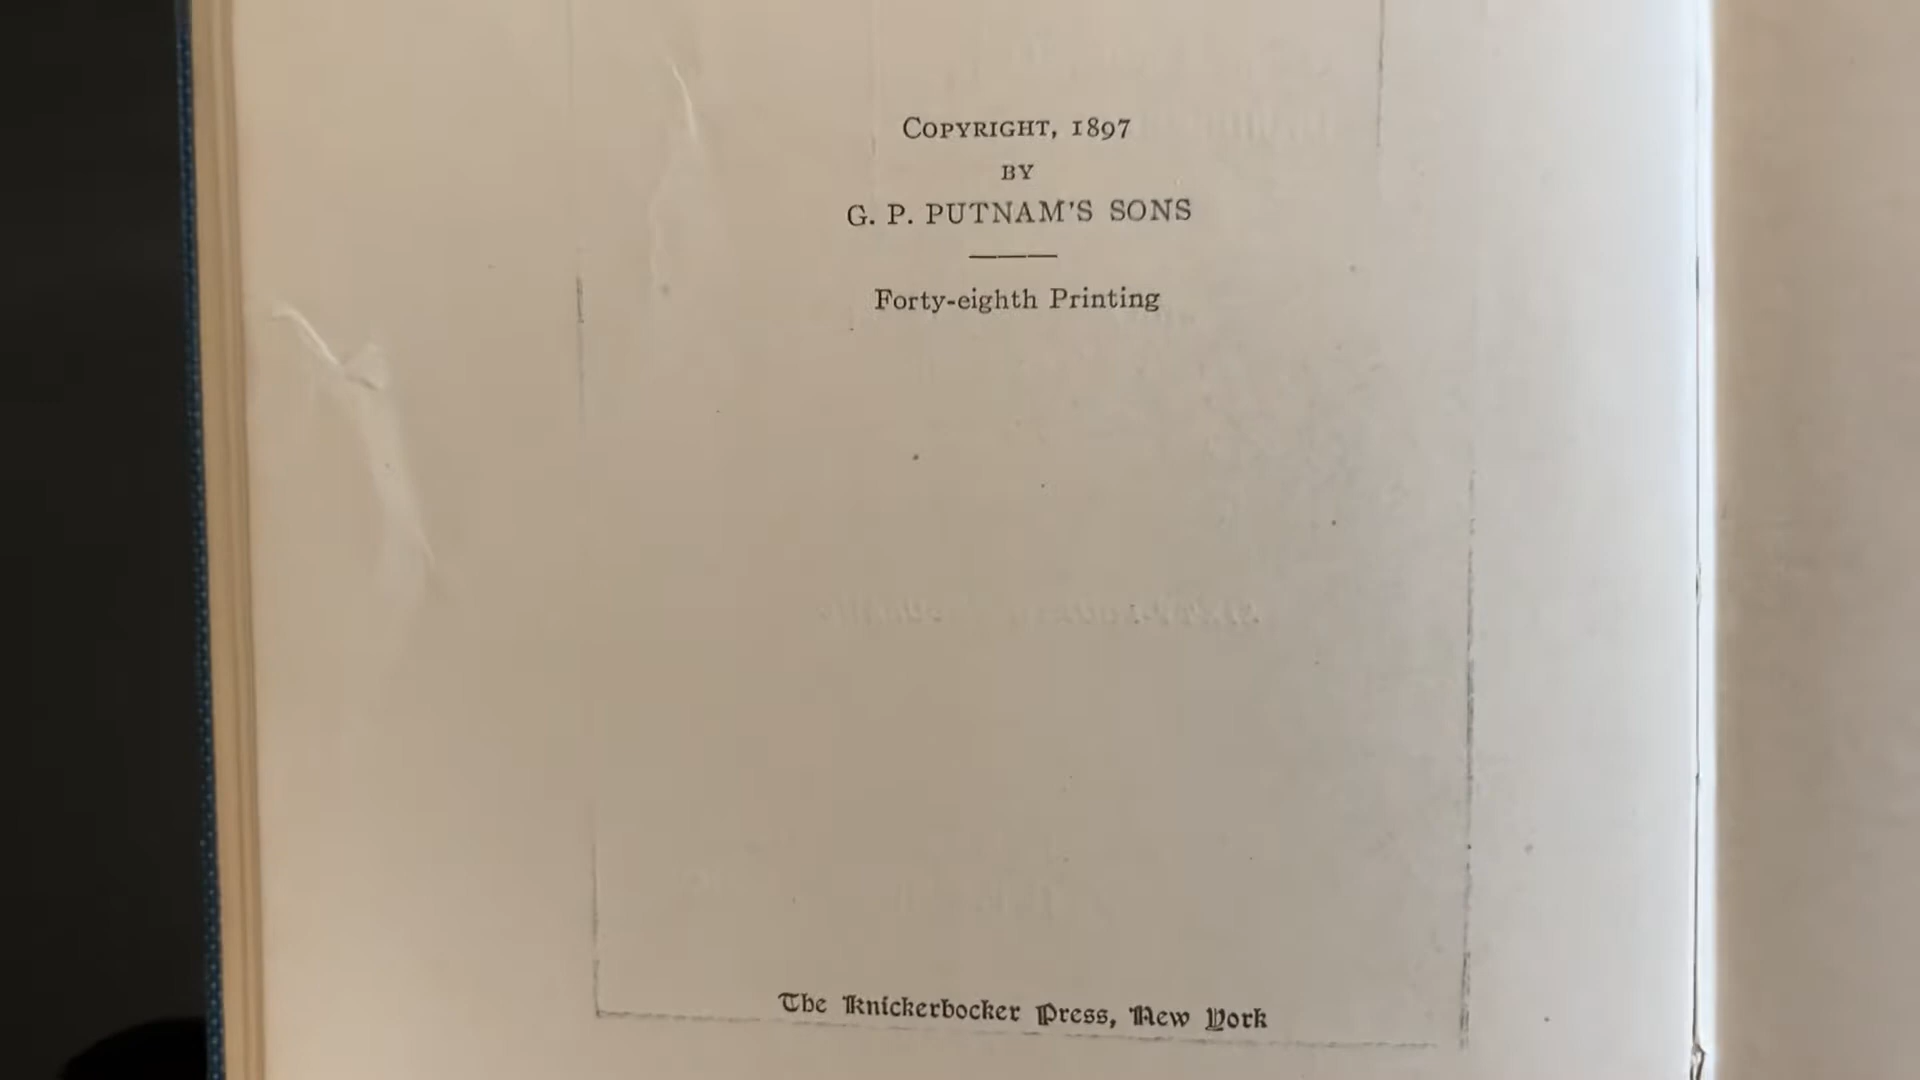 COPYRIGHT, 1897
BY
G. P. PUTNAM'S SONS
Forty-eighth Printing
The Knickerbocker Press, New York